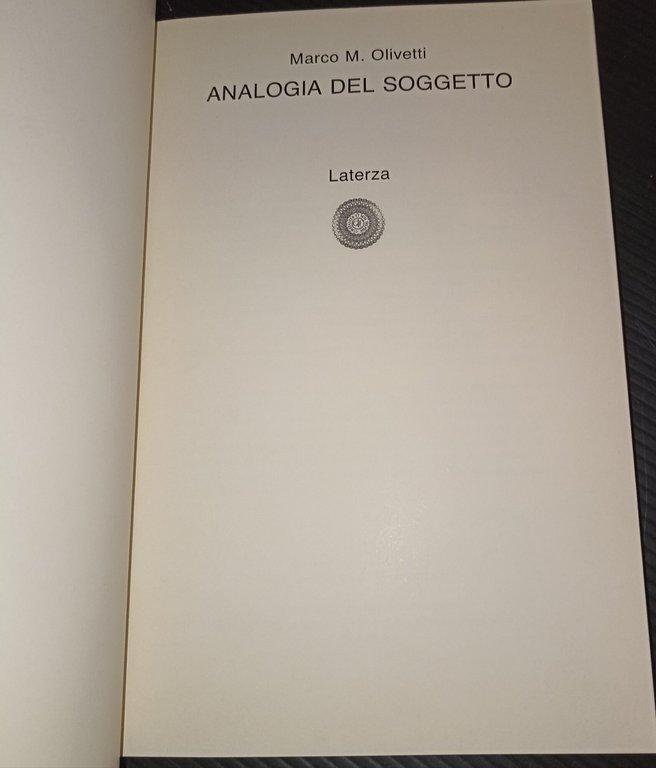 Marco M. Olivetti
ANALOGIA DEL SOGGETTO
Laterza